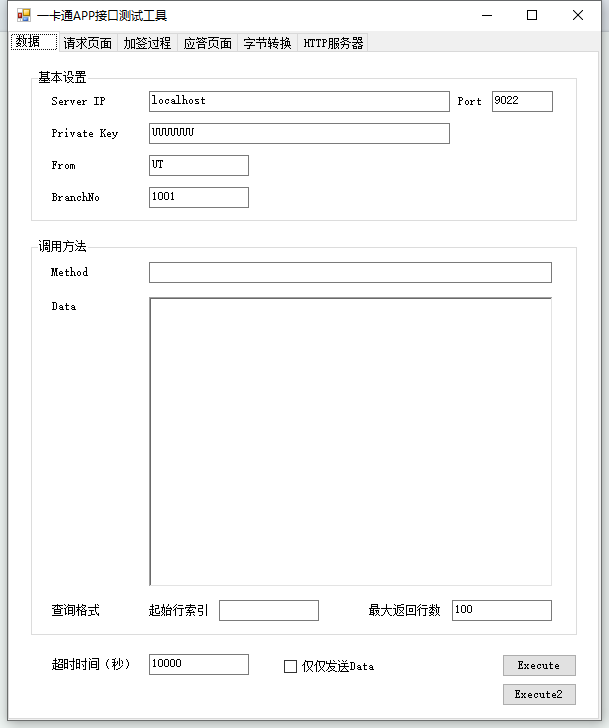 一卡通APP接口测试工具
数据 请求页面 加签过程 应答页面 字节转换 HTTP服务器
基本设置
Server IP localhost Port 9022
Private Key UUUUUUU
From UT
BranchNo 1001
调用方法
Method
Data
查询格式 起始行索引 最大返回行数 100
超时时间（秒） 10000 仅仅发送Data Execute
Execute2